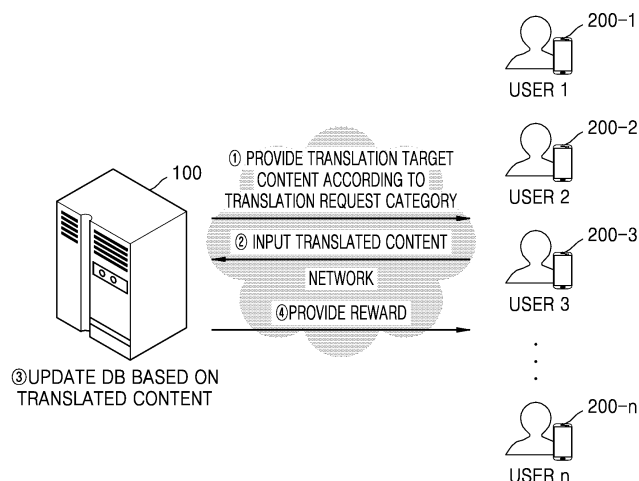 200-1
USER 1
200-2
USER 2
① PROVIDE TRANSLATION TARGET
CONTENT ACCORDING TO
TRANSLATION REQUEST CATEGORY
100
② INPUT TRANSLATED CONTENT
200-3
USER 3
NETWORK
④PROVIDE REWARD
③UPDATE DB BASED ON
TRANSLATED CONTENT
200-n
USER n